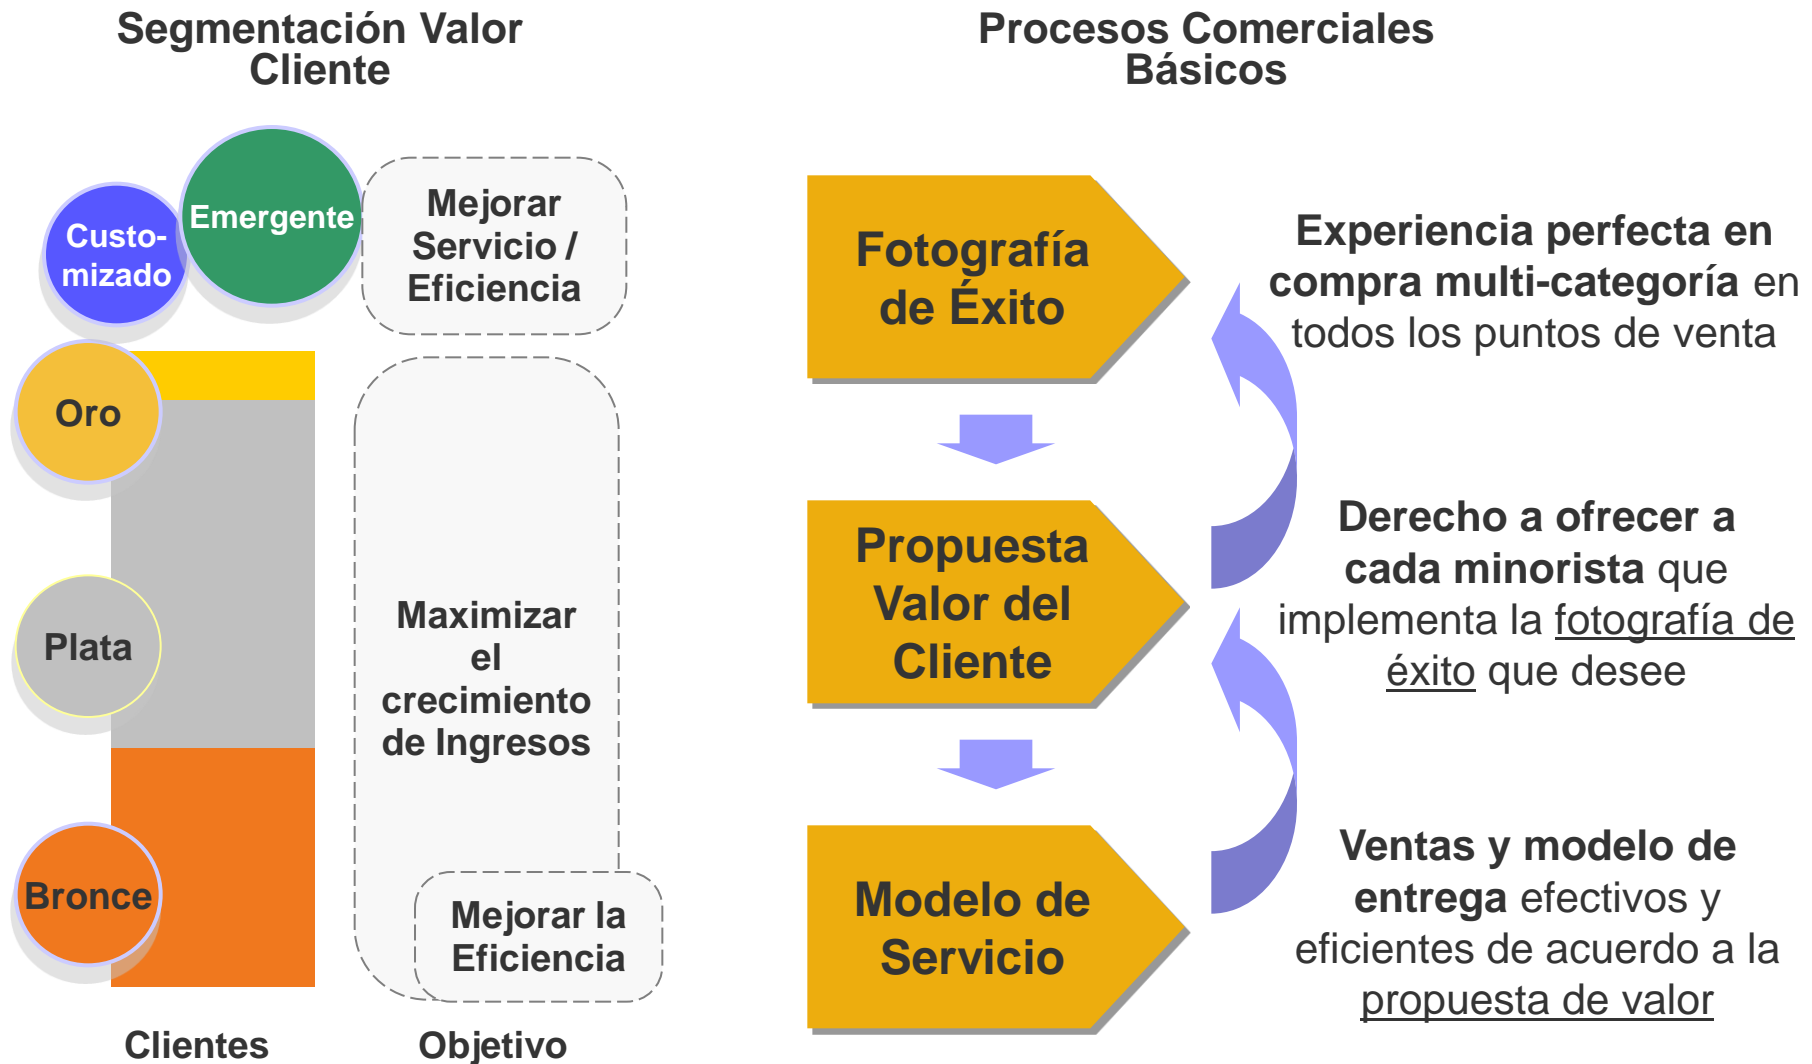 Segmentación Valor
Cliente
Custo-
mizado
Emergente
Mejorar
Servicio /
Eficiencia
Oro
Plata
Bronce
Maximizar
el
crecimiento
de Ingresos
Mejorar la
Eficiencia
Clientes
Objetivo
Procesos Comerciales
Básicos
Fotografía
de Éxito
Experiencia perfecta en
compra multi-categoría en
todos los puntos de venta
Propuesta
Valor del
Cliente
Derecho a ofrecer a
cada minorista que
implementa la fotografía de
éxito que desee
Modelo de
Servicio
Ventas y modelo de
entrega efectivos y
eficientes de acuerdo a la
propuesta de valor